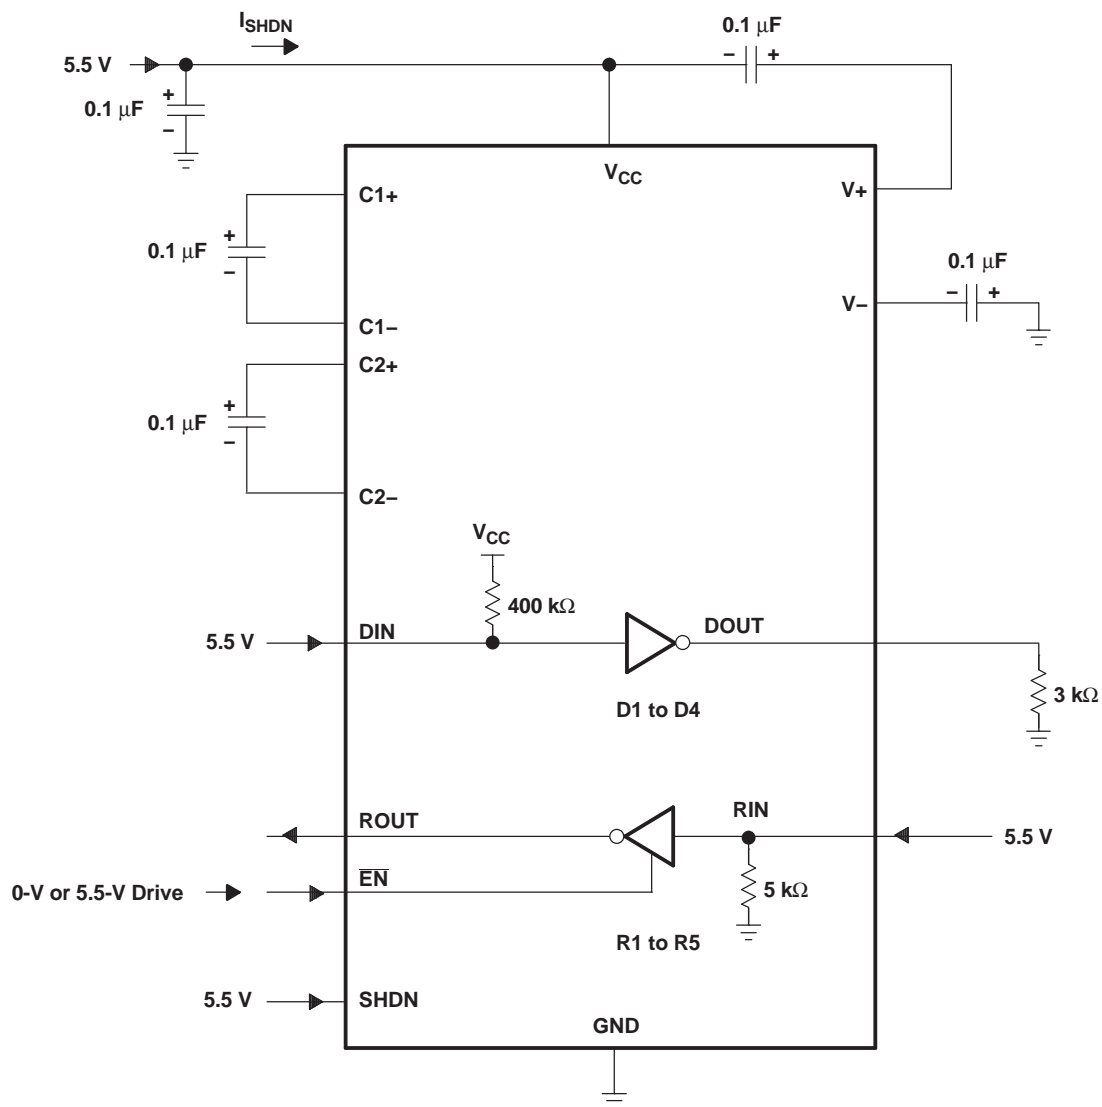 I_SHDN
0.1 μF
5.5 V
– +
+
0.1 μF
–
V_CC
C1+
V+
+
0.1 μF
–
0.1 μF
– +
V–
C1–
C2+
+
0.1 μF
–
C2–
V_CC
400 kΩ
5.5 V
DIN
DOUT
3 kΩ
D1 to D4
ROUT
RIN
5.5 V
0-V or 5.5-V Drive
E̅N̅
5 kΩ
R1 to R5
5.5 V
SHDN
GND